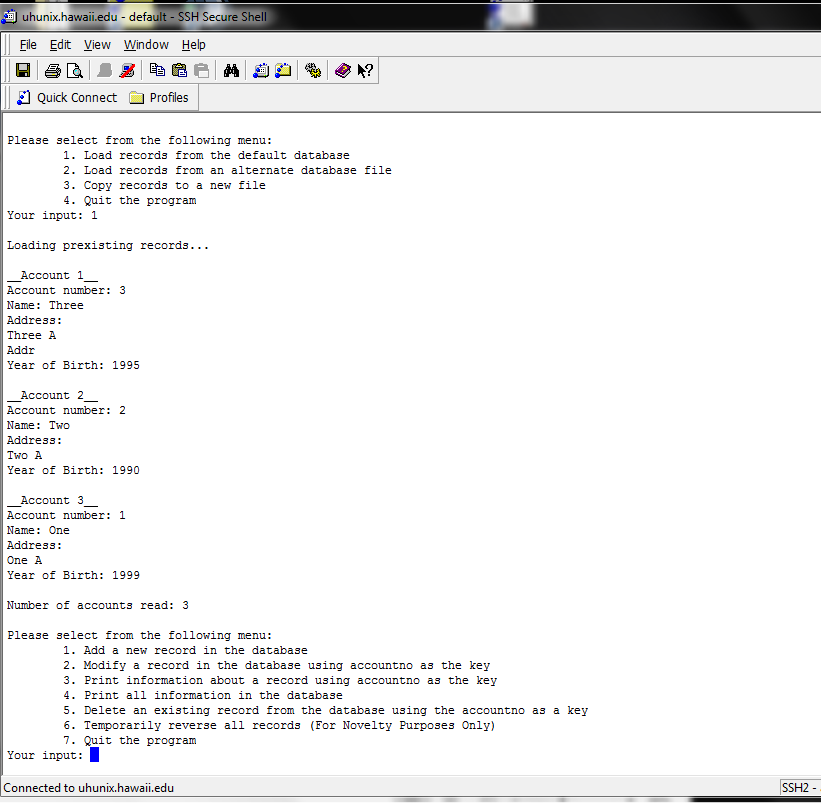 uhunix.hawaii.edu - default - SSH Secure Shell
File Edit View Window Help
Quick Connect Profiles
Please select from the following menu:
1. Load records from the default database
2. Load records from an alternate database file
3. Copy records to a new file
4. Quit the program
Your input: 1
Loading prexisting records...
__Account 1__
Account number: 3
Name: Three
Address:
Three A
Addr
Year of Birth: 1995
__Account 2__
Account number: 2
Name: Two
Address:
Two A
Year of Birth: 1990
__Account 3__
Account number: 1
Name: One
Address:
One A
Year of Birth: 1999
Number of accounts read: 3
Please select from the following menu:
1. Add a new record in the database
2. Modify a record in the database using accountno as the key
3. Print information about a record using accountno as the key
4. Print all information in the database
5. Delete an existing record from the database using the accountno as a key
6. Temporarily reverse all records (For Novelty Purposes Only)
7. Quit the program
Your input:
Connected to uhunix.hawaii.edu SSH2 -